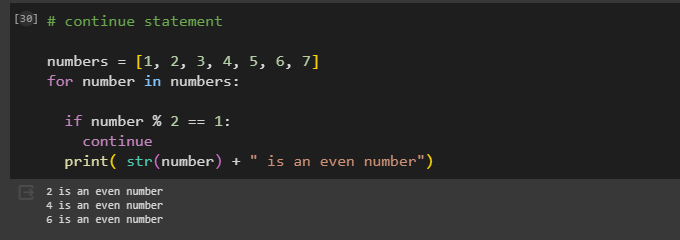 [30] # continue statement
numbers = [1, 2, 3, 4, 5, 6, 7]
for number in numbers:
if number % 2 == 1:
continue
print( str(number) + " is an even number")
2 is an even number
4 is an even number
6 is an even number